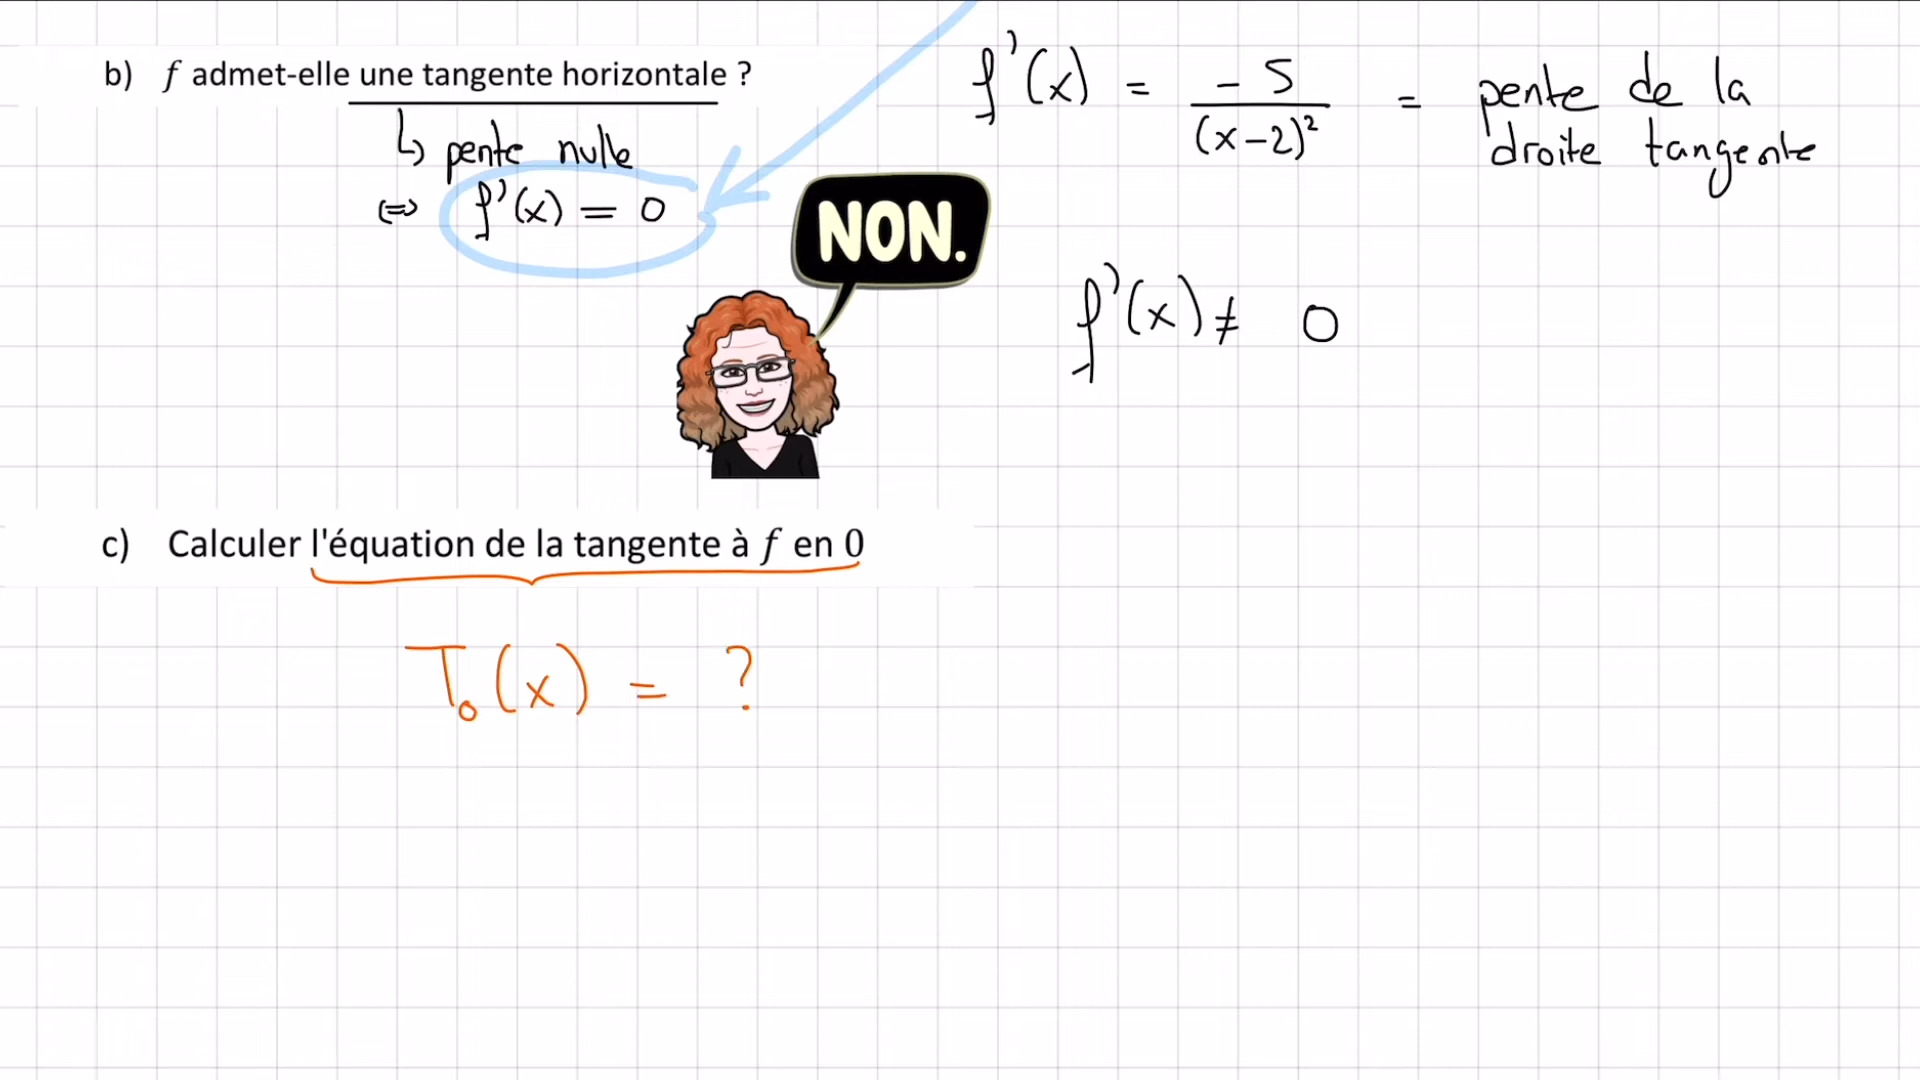 b) f admet-elle une tangente horizontale ?
↳ pente nulle
⇔ f'(x) = 0
f'(x) = -5/(x-2)² = pente de la
droite tangente
NON.
f'(x) ≠ 0
c) Calculer l'équation de la tangente à f en 0
T₀(x) = ?